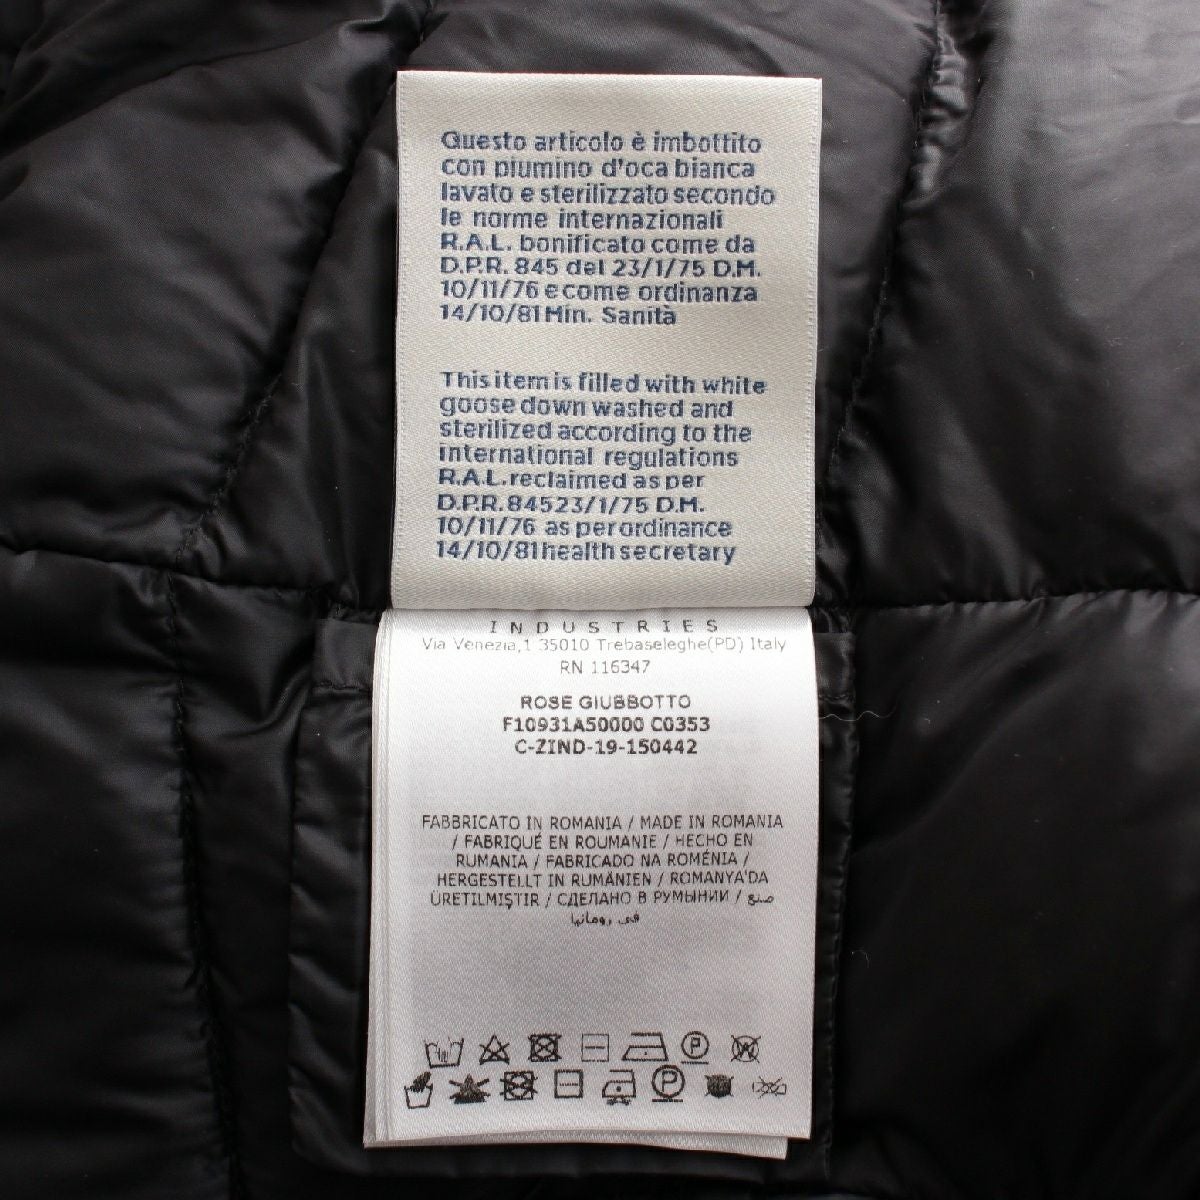 Questo articolo è imbottito
con piumino d'oca bianca
lavato e sterilizzato secondo
le norme internazionali
R.A.L. bonificato come da
D.P.R. 845 del 23/1/75 D.M.
10/11/76 e come ordinanza
14/10/81 Min. Sanità
This item is filled with white
goose down washed and
sterilized according to the
international regulations
R.A.L. reclaimed as per
D.P.R. 845 23/1/75 D.M.
10/11/76 as per ordinance
14/10/81 health secretary
INDUSTRIES
Via Venezia,1 35010 Trebaseleghe(PD) Italy
RN 116347
ROSE GIUBBOTTO
F10931A50000 C0353
C-ZIND-19-150442
FABBRICATO IN ROMANIA / MADE IN ROMANIA
/ FABRIQUÉ EN ROUMANIE / HECHO EN
RUMANIA / FABRICADO NA ROMÉNIA /
HERGESTELLT IN RUMÄNIEN / ROMANYA'DA
ÜRETILMIŞTIR / СДЕЛАНО В РУМЫНИИ / صنع
في رومانيا
P
W
P